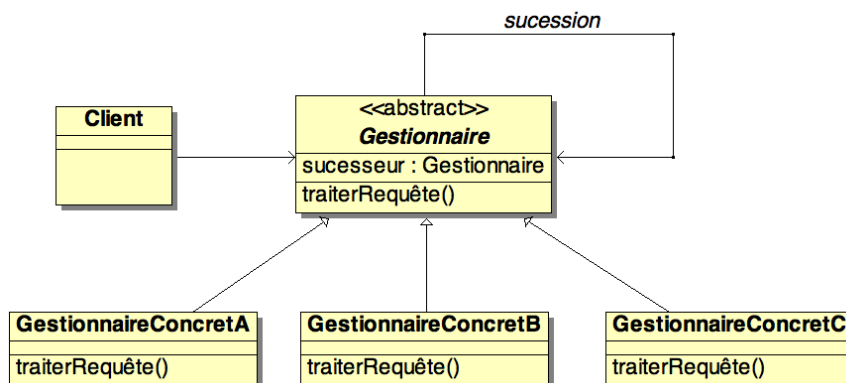 sucession
Client
<<abstract>>
Gestionnaire
sucesseur : Gestionnaire
traiterRequête()
GestionnaireConcretA
traiterRequête()
GestionnaireConcretB
traiterRequête()
GestionnaireConcretC
traiterRequête()